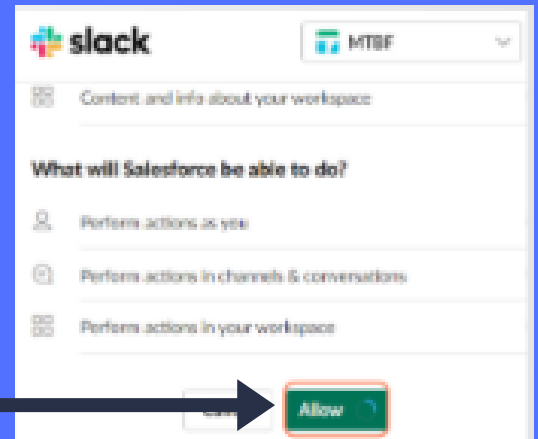 slack
MTBF
Content and info about your workspace
What will Salesforce be able to do?
Perform actions as you
Perform actions in channels & conversations
Perform actions in your workspace
Allow